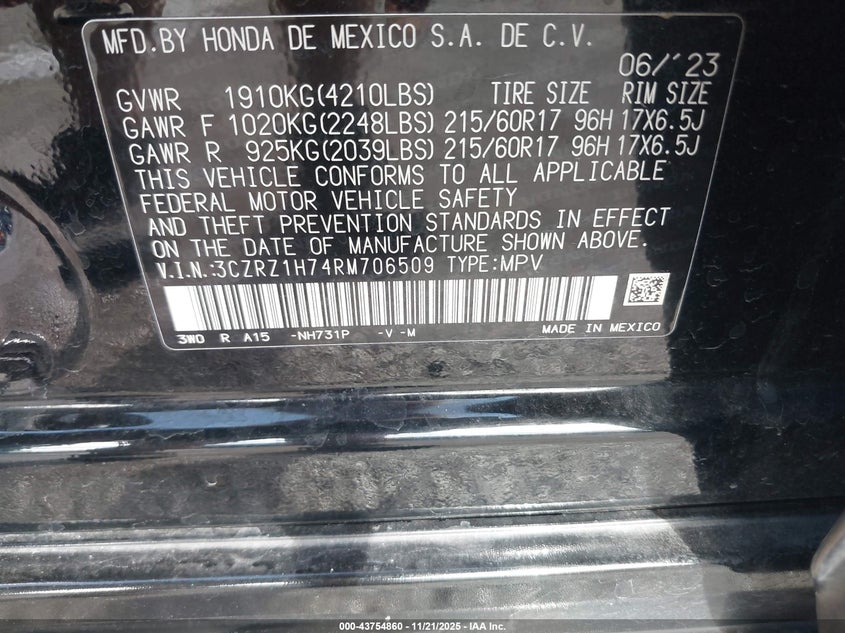 MFD.BY HONDA DE MEXICO S.A. DE C.V.
06/'23
GVWR 1910KG(4210LBS) TIRE SIZE RIM SIZE
GAWR F 1020KG(2248LBS) 215/60R17 96H 17X6.5J
GAWR R 925KG(2039LBS) 215/60R17 96H 17X6.5J
THIS VEHICLE CONFORMS TO ALL APPLICABLE
FEDERAL MOTOR VEHICLE SAFETY
AND THEFT PREVENTION STANDARDS IN EFFECT
ON THE DATE OF MANUFACTURE SHOWN ABOVE.
V.I.N.:3CZRZ1H74RM706509 TYPE:MPV
3W0 R A15 -NH731P -V -M MADE IN MEXICO
000-43754860 - 11/21/2025 - IAA Inc.